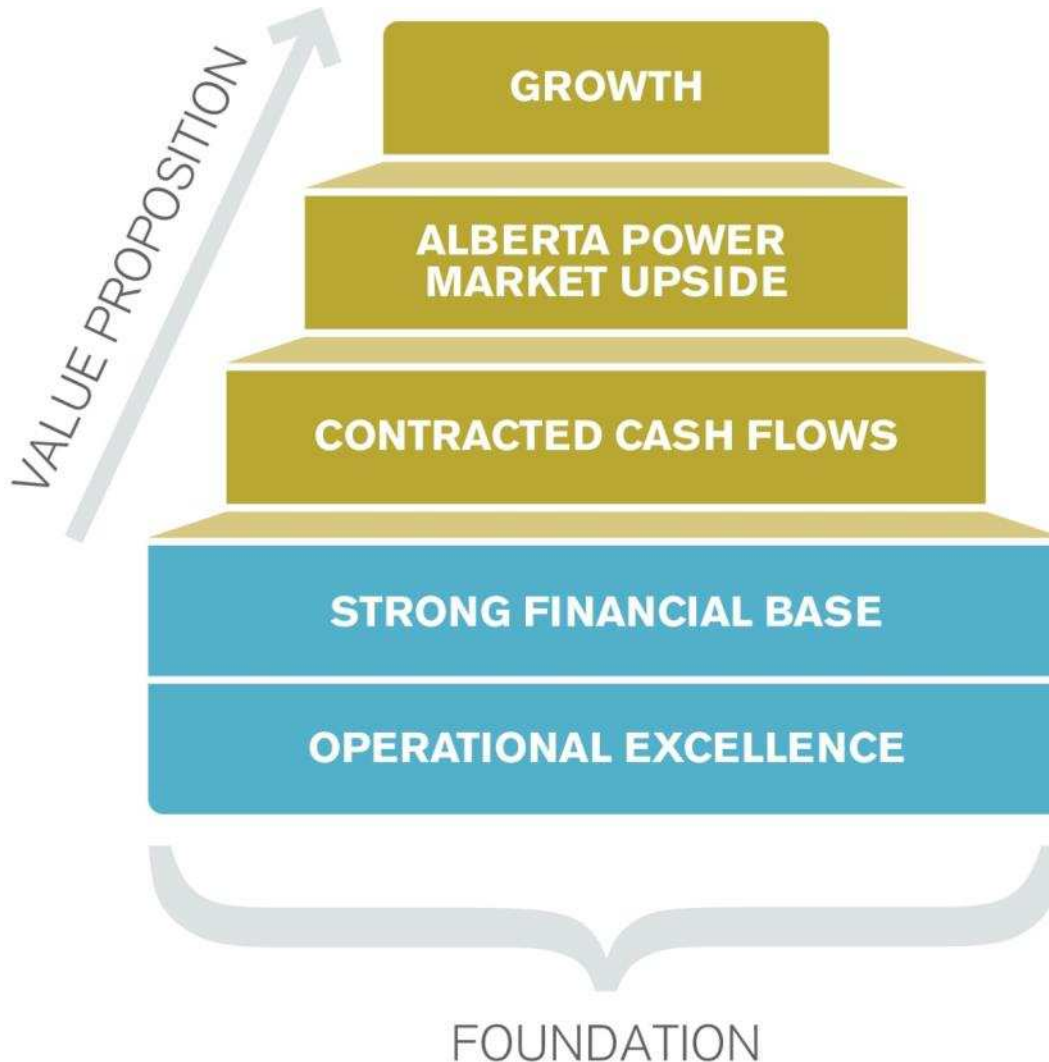 VALUE PROPOSITION
GROWTH
ALBERTA POWER
MARKET UPSIDE
CONTRACTED CASH FLOWS
STRONG FINANCIAL BASE
OPERATIONAL EXCELLENCE
FOUNDATION